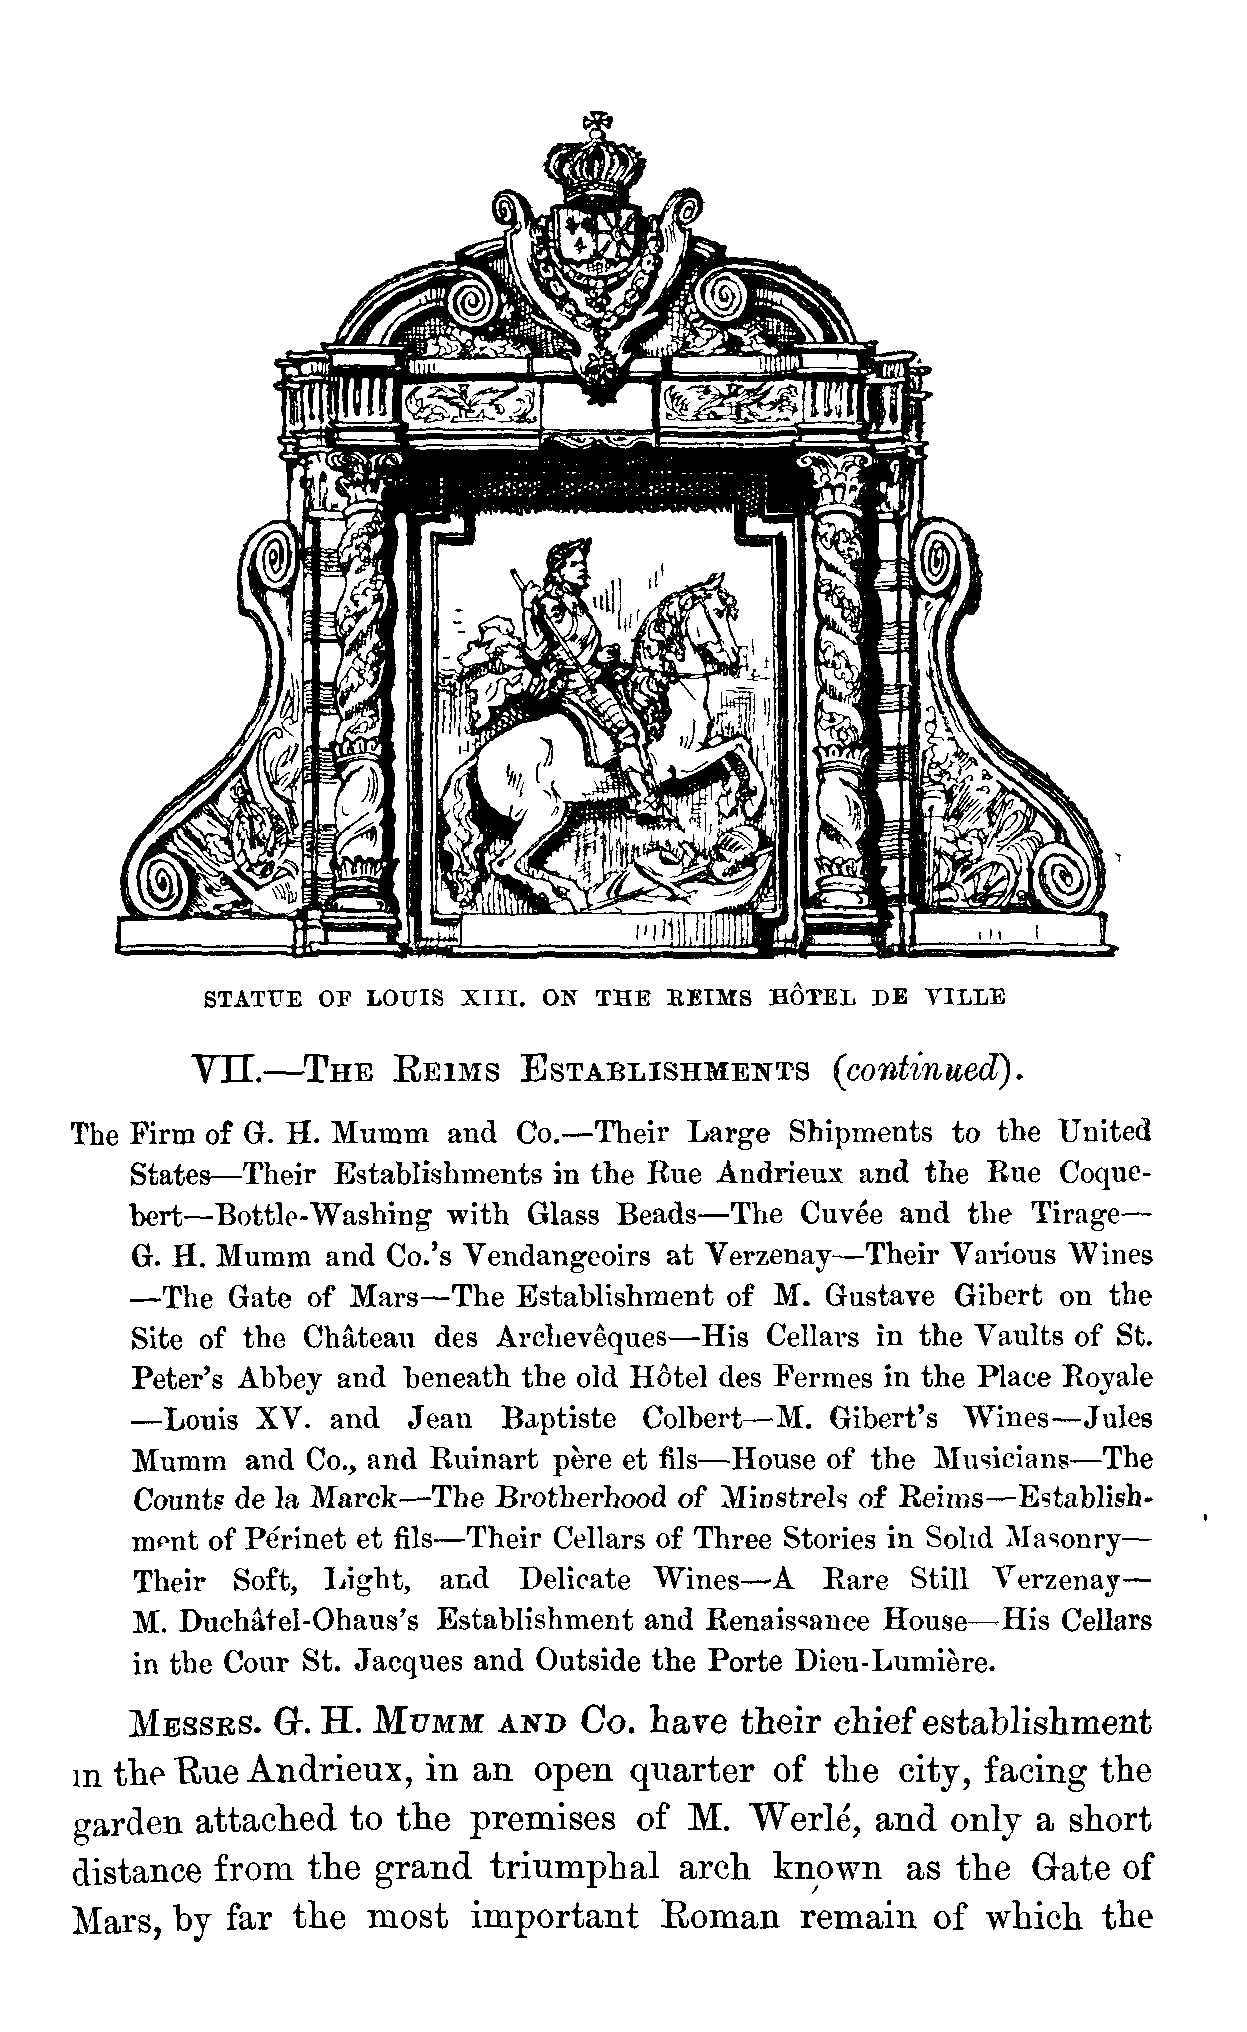 STATUE OF LOUIS XIII. ON THE REIMS HÔTEL DE VILLE
VII.—THE REIMS ESTABLISHMENTS (continued).
The Firm of G. H. Mumm and Co.—Their Large Shipments to the United
States—Their Establishments in the Rue Andrieux and the Rue Coque-
bert—Bottle-Washing with Glass Beads—The Cuvée and the Tirage—
G. H. Mumm and Co.'s Vendangeoirs at Verzenay—Their Various Wines
—The Gate of Mars—The Establishment of M. Gustave Gibert on the
Site of the Château des Archevêques—His Cellars in the Vaults of St.
Peter's Abbey and beneath the old Hôtel des Fermes in the Place Royale
—Louis XV. and Jean Baptiste Colbert—M. Gibert's Wines—Jules
Mumm and Co., and Ruinart père et fils—House of the Musicians—The
Counts de la Marck—The Brotherhood of Minstrels of Reims—Establish-
ment of Périnet et fils—Their Cellars of Three Stories in Solid Masonry—
Their Soft, Light, and Delicate Wines—A Rare Still Verzenay—
M. Duchâtel-Ohaus's Establishment and Renaissance House—His Cellars
in the Cour St. Jacques and Outside the Porte Dieu-Lumière.
MESSRS. G. H. MUMM AND Co. have their chief establishment
in the Rue Andrieux, in an open quarter of the city, facing the
garden attached to the premises of M. Werlé, and only a short
distance from the grand triumphal arch known as the Gate of
Mars, by far the most important Roman remain of which the